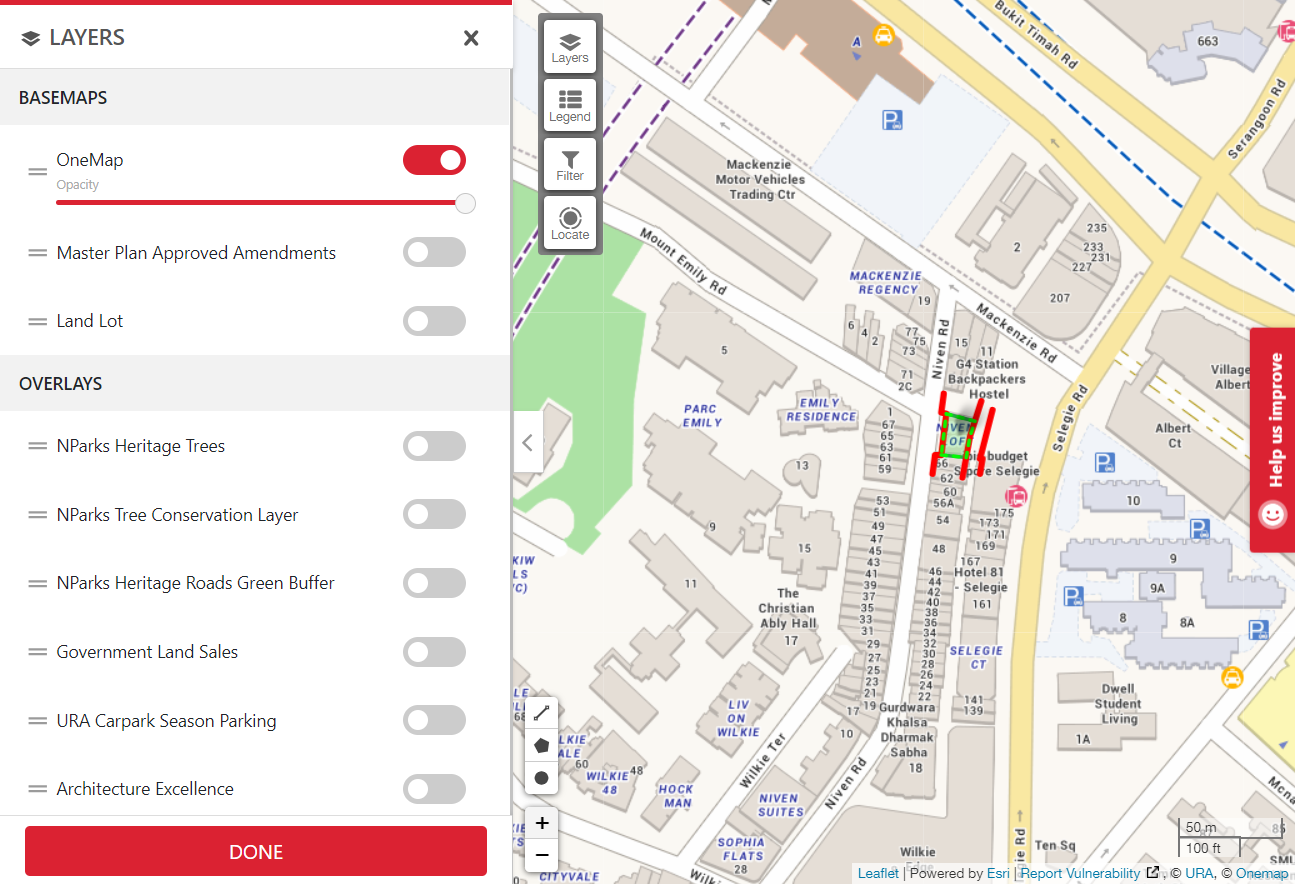 LAYERS
BASEMAPS
OneMap
Opacity
Master Plan Approved Amendments
Land Lot
OVERLAYS
NParks Heritage Trees
NParks Tree Conservation Layer
NParks Heritage Roads Green Buffer
Government Land Sales
URA Carpark Season Parking
Architecture Excellence
DONE
Layers
Legend
Filter
Locate
A
Bukit Timah Rd
663
Serangoon Rd
Mackenzie
Motor Vehicles
Trading Ctr
Mount Emily Rd
2
235
233
231
227
207
MACKENZIE
REGENCY
19
Mackenzie Rd
6
4
2
77
75
73
71
2C
Niven Rd
15
11
G4 Station
Backpackers
Hostel
5
PARC
EMILY
EMILY
RESIDENCE
1
67
65
63
61
59
13
66
62
60
56A
54
budget
Selegie
Selegie Rd
Village
Albert
Albert
Ct
Help us improve
10
9
9A
8
8A
53
51
49
47
45
43
41
39
37
35
33
31
29
27
25
23
21
19
17
48
46
44
42
40
38
36
34
32
30
28
26
24
22
175
173
171
169
167
Hotel 81
- Selegie
161
SELEGIE
CT
141
139
9
15
11
The
Christian
Ably Hall
17
LIV
ON
WILKIE
10
Gurdwara
Khalsa
Dharmak
Sabha
18
Dwell
Student
Living
1A
60
WILKIE
48
48
HOCK
MAN
Wilkie Ter
Niven Rd
NIVEN
SUITES
SOPHIA
FLATS
28
CITYVALE
Wilkie
Ten Sq
+
−
50 m
100 ft
Leaflet | Powered by Esri | Report Vulnerability , © URA, © Onemap